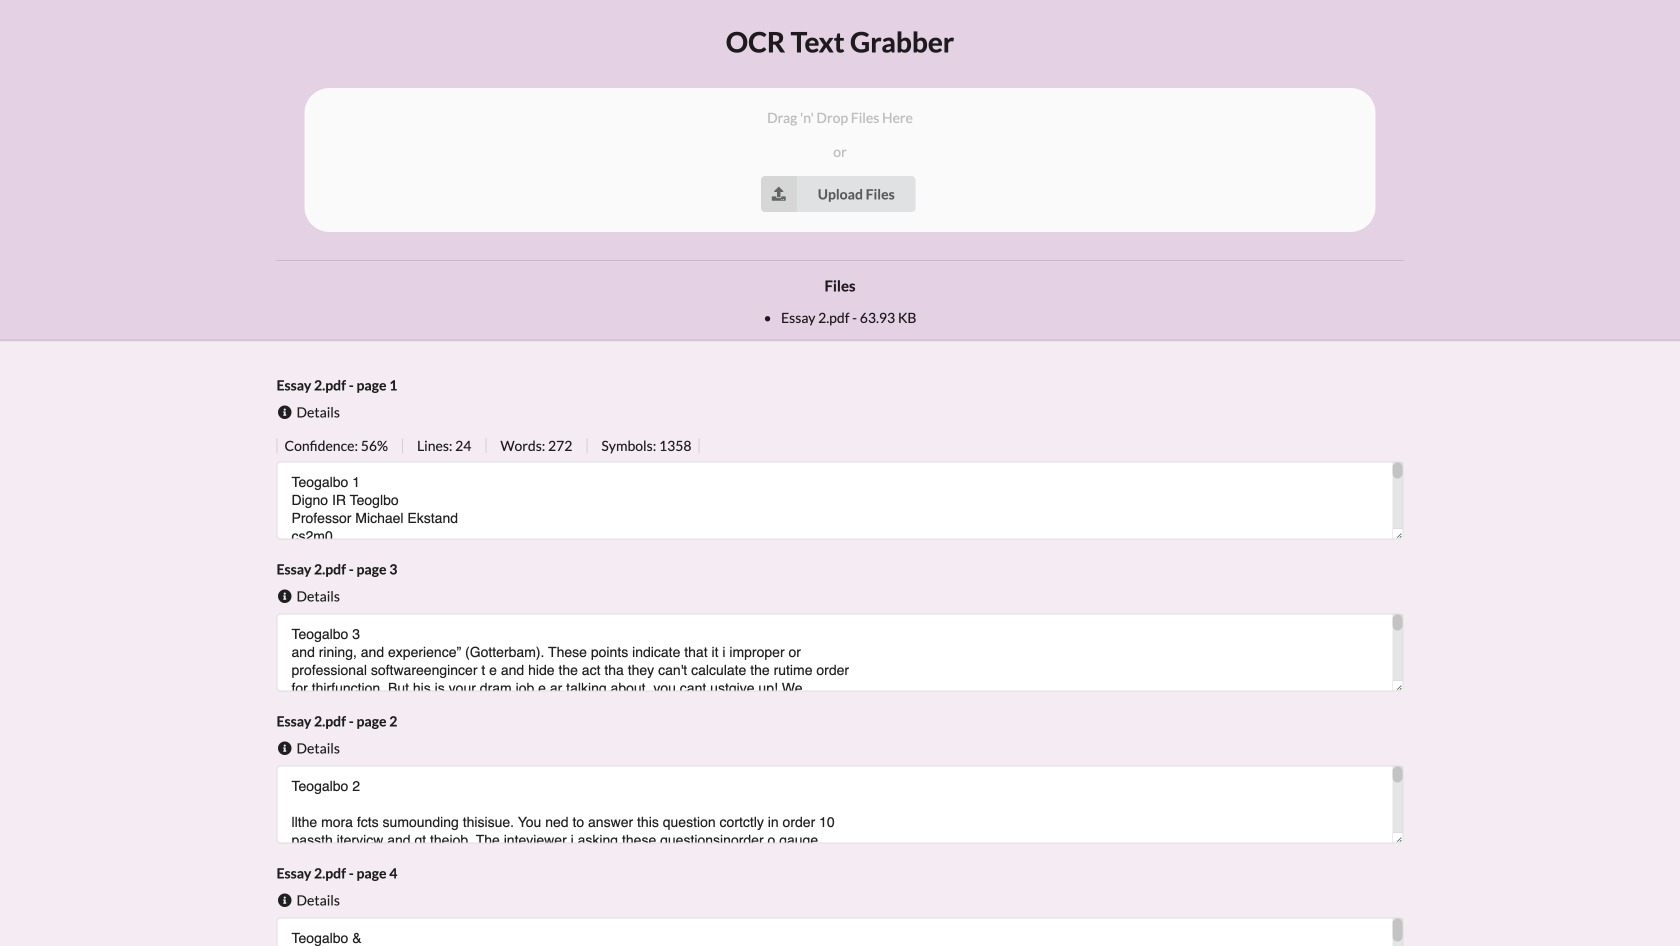 OCR Text Grabber
Drag 'n' Drop Files Here
or
Upload Files
Files
• Essay 2.pdf - 63.93 KB
Essay 2.pdf - page 1
Details
Confidence: 56% Lines: 24 Words: 272 Symbols: 1358
Teogalbo 1
Digno IR Teoglbo
Professor Michael Ekstand
cs2m0
Essay 2.pdf - page 3
Details
Teogalbo 3
and rining, and experience” (Gotterbam). These points indicate that it i improper or
professional softwareengincer t e and hide the act tha they can't calculate the rutime order
for thirfunction. But his is your dram job e ar talking about, you cant ustgive up! We
Essay 2.pdf - page 2
Details
Teogalbo 2
llthe mora fcts sumounding thisisue. You ned to answer this question cortctly in order 10
passth itervicw and gt thejob. The inteviewer i asking these questionsinorder o gauge
Essay 2.pdf - page 4
Details
Teogalbo &